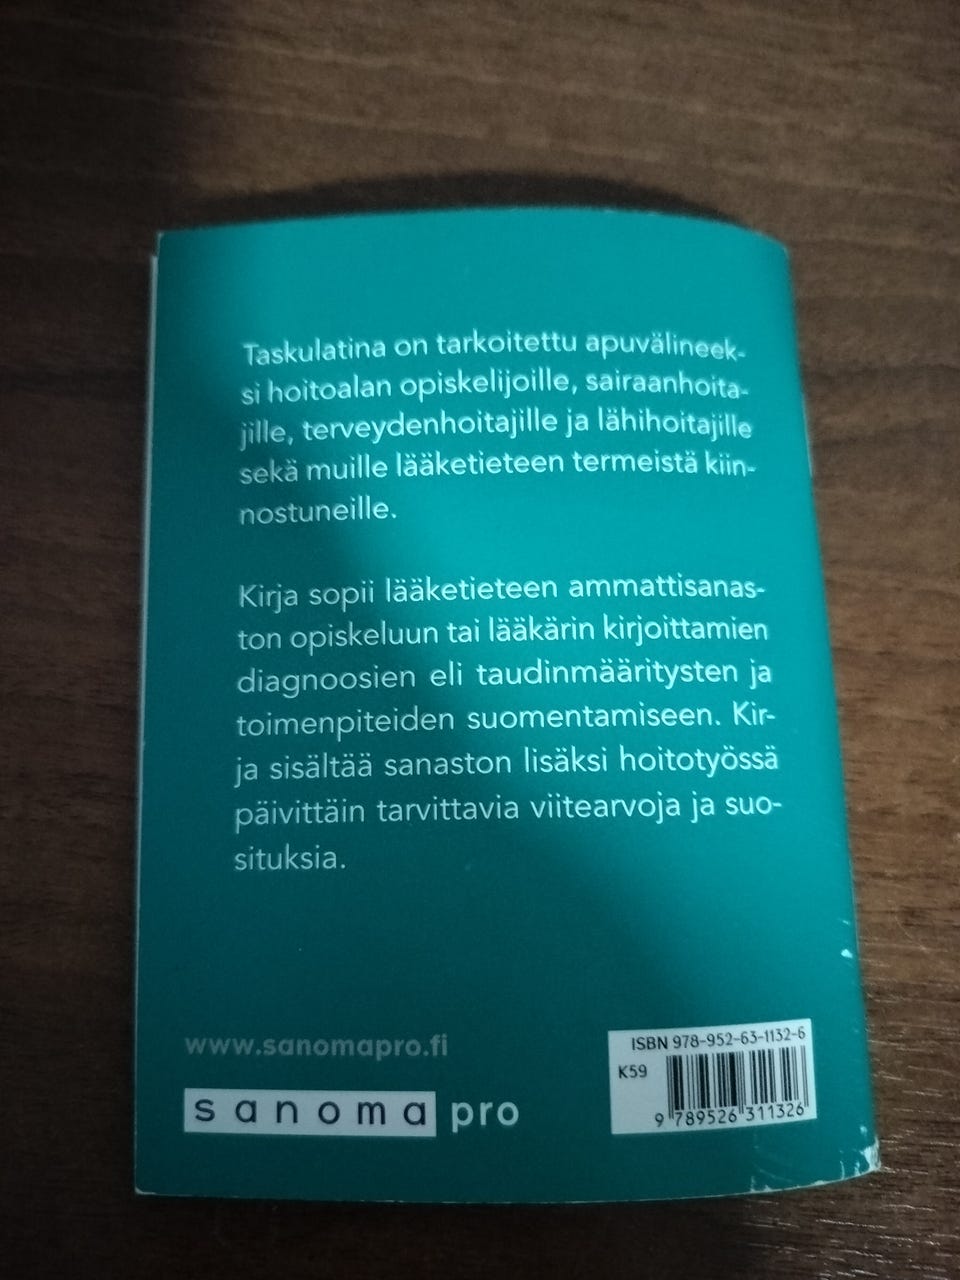 Taskulatina on tarkoitettu apuvälineek-
si hoitoalan opiskelijoille, sairaanhoita-
jille, terveydenhoitajille ja lähihoitajille
sekä muille lääketieteen termeistä kiin-
nostuneille.
Kirja sopii lääketieteen ammattisanas-
ton opiskeluun tai lääkärin kirjoittamien
diagnoosien eli taudinmääritysten ja
toimenpiteiden suomentamiseen. Kir-
ja sisältää sanaston lisäksi hoitotyössä
päivittäin tarvittavia viitearvoja ja suo-
situksia.
www.sanomapro.fi
sanoma pro
ISBN 978-952-63-1132-6
K59
9 789526 311326